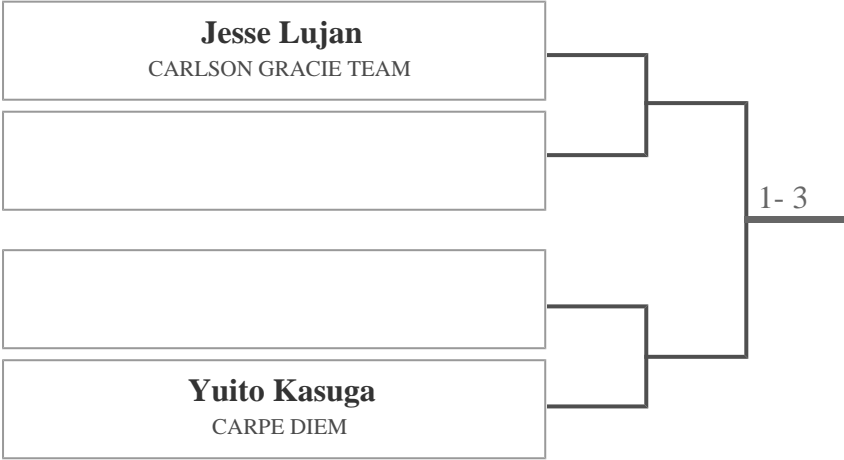 Jesse Lujan
CARLSON GRACIE TEAM
1- 3
Yuito Kasuga
CARPE DIEM